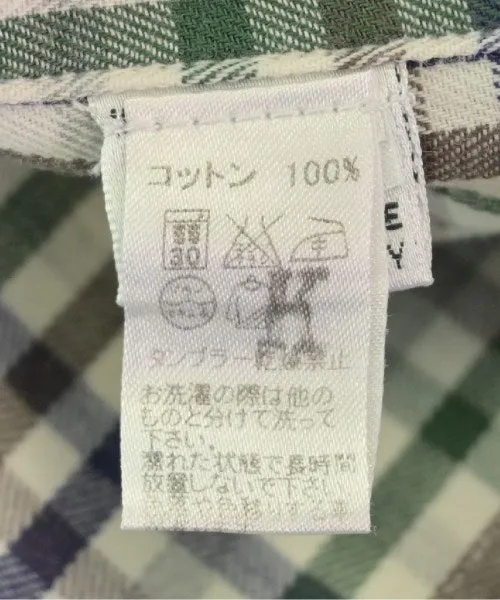 コットン 100%
E
Y
タンブラー乾燥禁止
お洗濯の際は他の
ものと分けて洗って
下さい。
濡れた状態で長時間
放置しないで下さい